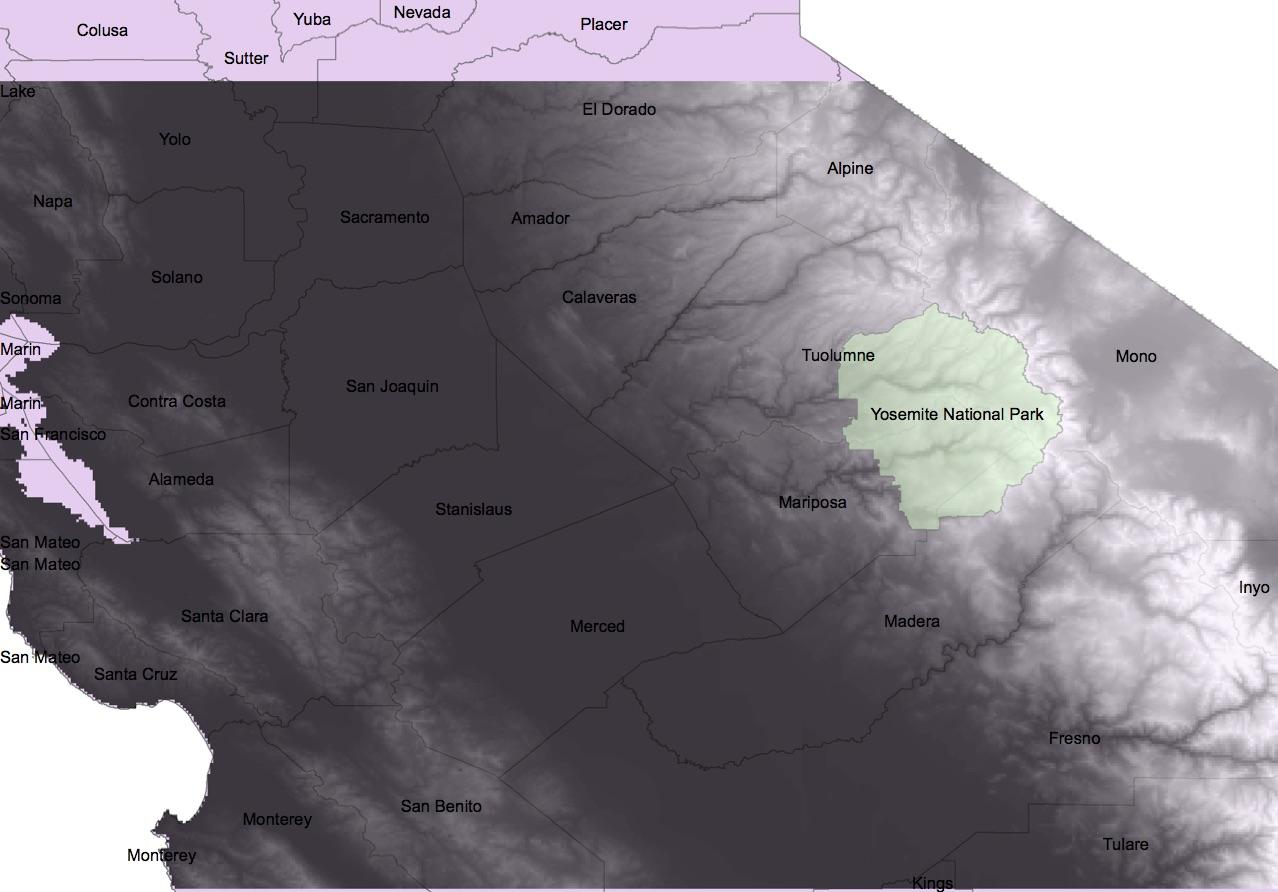 Nevada
Yuba
Placer
Colusa
Sutter
Lake
El Dorado
Yolo
Alpine
Napa
Sacramento
Amador
Solano
Sonoma
Calaveras
Marin
Tuolumne
Mono
San Joaquin
Marin
Contra Costa
Yosemite National Park
San Francisco
Alameda
Mariposa
Stanislaus
San Mateo
San Mateo
Inyo
Santa Clara
Madera
Merced
San Mateo
Santa Cruz
Fresno
San Benito
Monterey
Tulare
Monterey
Kings